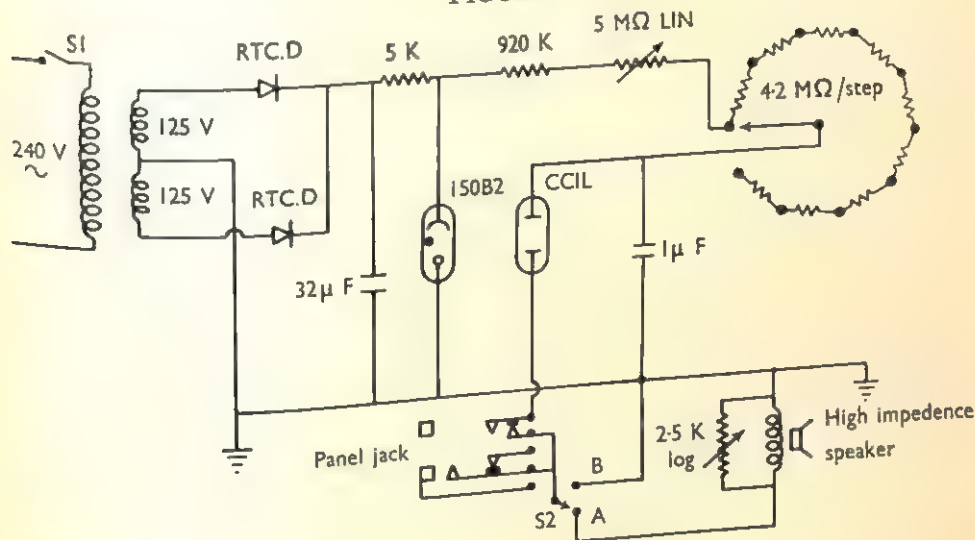 S1
RTC.D
5 K
920 K
5 MΩ LIN
4·2 MΩ/step
240 V
∼
125 V
125 V
RTC.D
150B2
CCIL
32μ F
1μ F
Panel jack
B
S2
A
2·5 K
log
High impedence
speaker